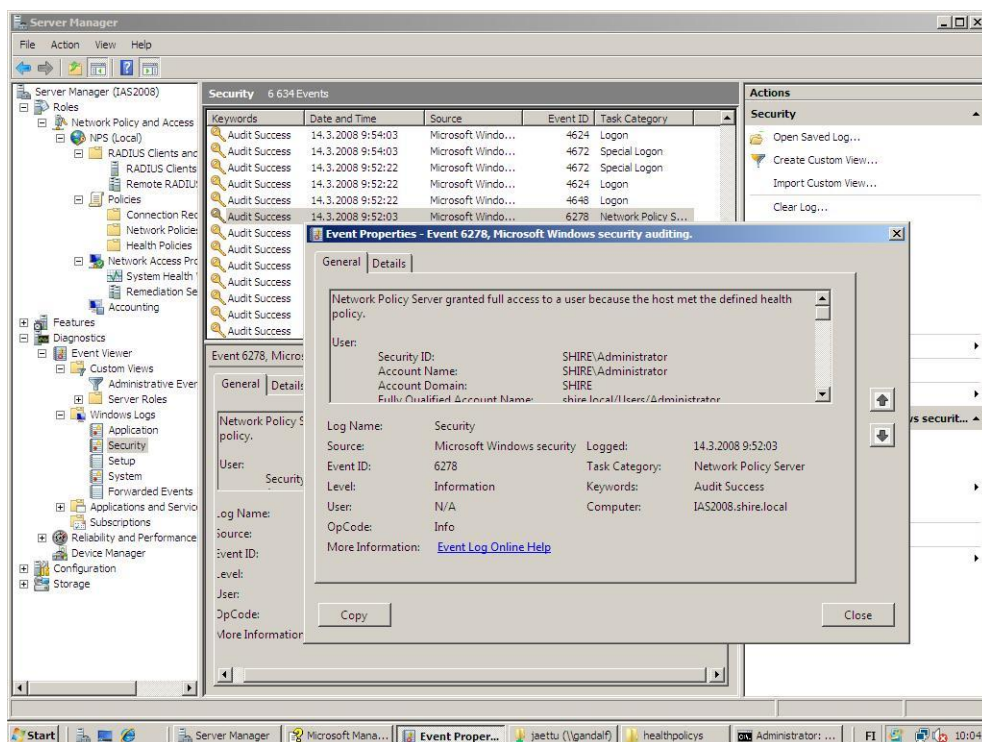 Server Manager
File Action View Help
Server Manager (IAS2008)
Roles
Network Policy and Access
NPS (Local)
RADIUS Clients and
RADIUS Clients
Remote RADIU
Policies
Connection Rec
Network Policie
Health Policies
Network Access Prc
System Health
Remediation Se
Accounting
Features
Diagnostics
Event Viewer
Custom Views
Administrative Ever
Server Roles
Windows Logs
Application
Security
Setup
System
Forwarded Events
Applications and Servic
Subscriptions
Reliability and Performance
Device Manager
Configuration
Storage
Security 6 634 Events
Keywords Date and Time Source Event ID Task Category
Audit Success 14.3.2008 9:54:03 Microsoft Windo... 4624 Logon
Audit Success 14.3.2008 9:54:03 Microsoft Windo... 4672 Special Logon
Audit Success 14.3.2008 9:52:22 Microsoft Windo... 4672 Special Logon
Audit Success 14.3.2008 9:52:22 Microsoft Windo... 4624 Logon
Audit Success 14.3.2008 9:52:22 Microsoft Windo... 4648 Logon
Audit Success 14.3.2008 9:52:03 Microsoft Windo... 6278 Network Policy S...
Audit Success
Audit Success
Audit Success
Audit Success
Audit Success
Audit Success
Audit Success
Event 6278, Micro
General Details
Network Policy S
policy.
User:
Security
Log Name:
Source:
Event ID:
Level:
User:
OpCode:
More Information
Actions
Security
Open Saved Log...
Create Custom View...
Import Custom View...
Clear Log...
ws securit...
Event Properties - Event 6278, Microsoft Windows security auditing.
General Details
Network Policy Server granted full access to a user because the host met the defined health
policy.
User:
Security ID: SHIRE\Administrator
Account Name: SHIRE\Administrator
Account Domain: SHIRE
Fully Qualified Account Name: shire.local/Users/Administrator
Log Name: Security
Source: Microsoft Windows security Logged: 14.3.2008 9:52:03
Event ID: 6278 Task Category: Network Policy Server
Level: Information Keywords: Audit Success
User: N/A Computer: IAS2008.shire.local
OpCode: Info
More Information: Event Log Online Help
Copy Close
Start Server Manager Microsoft Mana... Event Proper... jaettu (\\gandalf) healthpolicys Administrator: ... FI 10:04